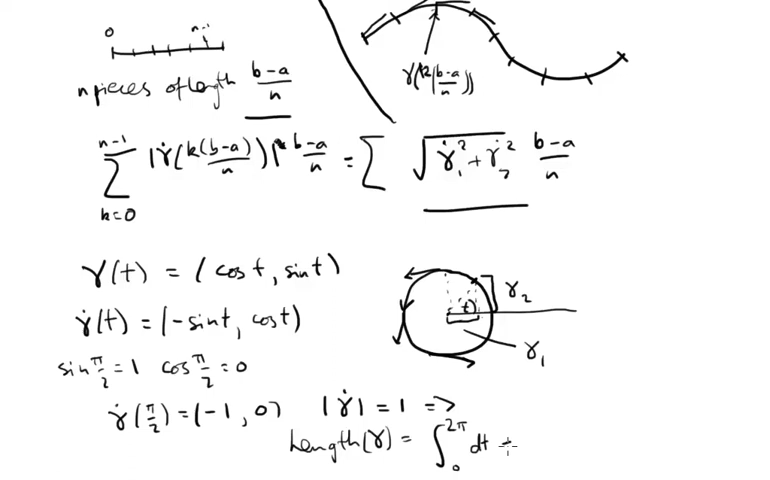 0 n-1
n pieces of length b-a/n
γ(k(b-a/n))
n-1
∑ |γ̇(k(b-a)/n)| b-a/n = ∑ √γ̇₁² + γ̇₂² b-a/n
k=0
γ(t) = (cos t, sin t)
γ̇(t) = (-sin t, cos t)
sin π/2 = 1 cos π/2 = 0
γ̇(π/2) = (-1, 0) |γ̇| = 1 =>
Length(γ) = ∫₀^2π dt
(t) γ₂
γ₁